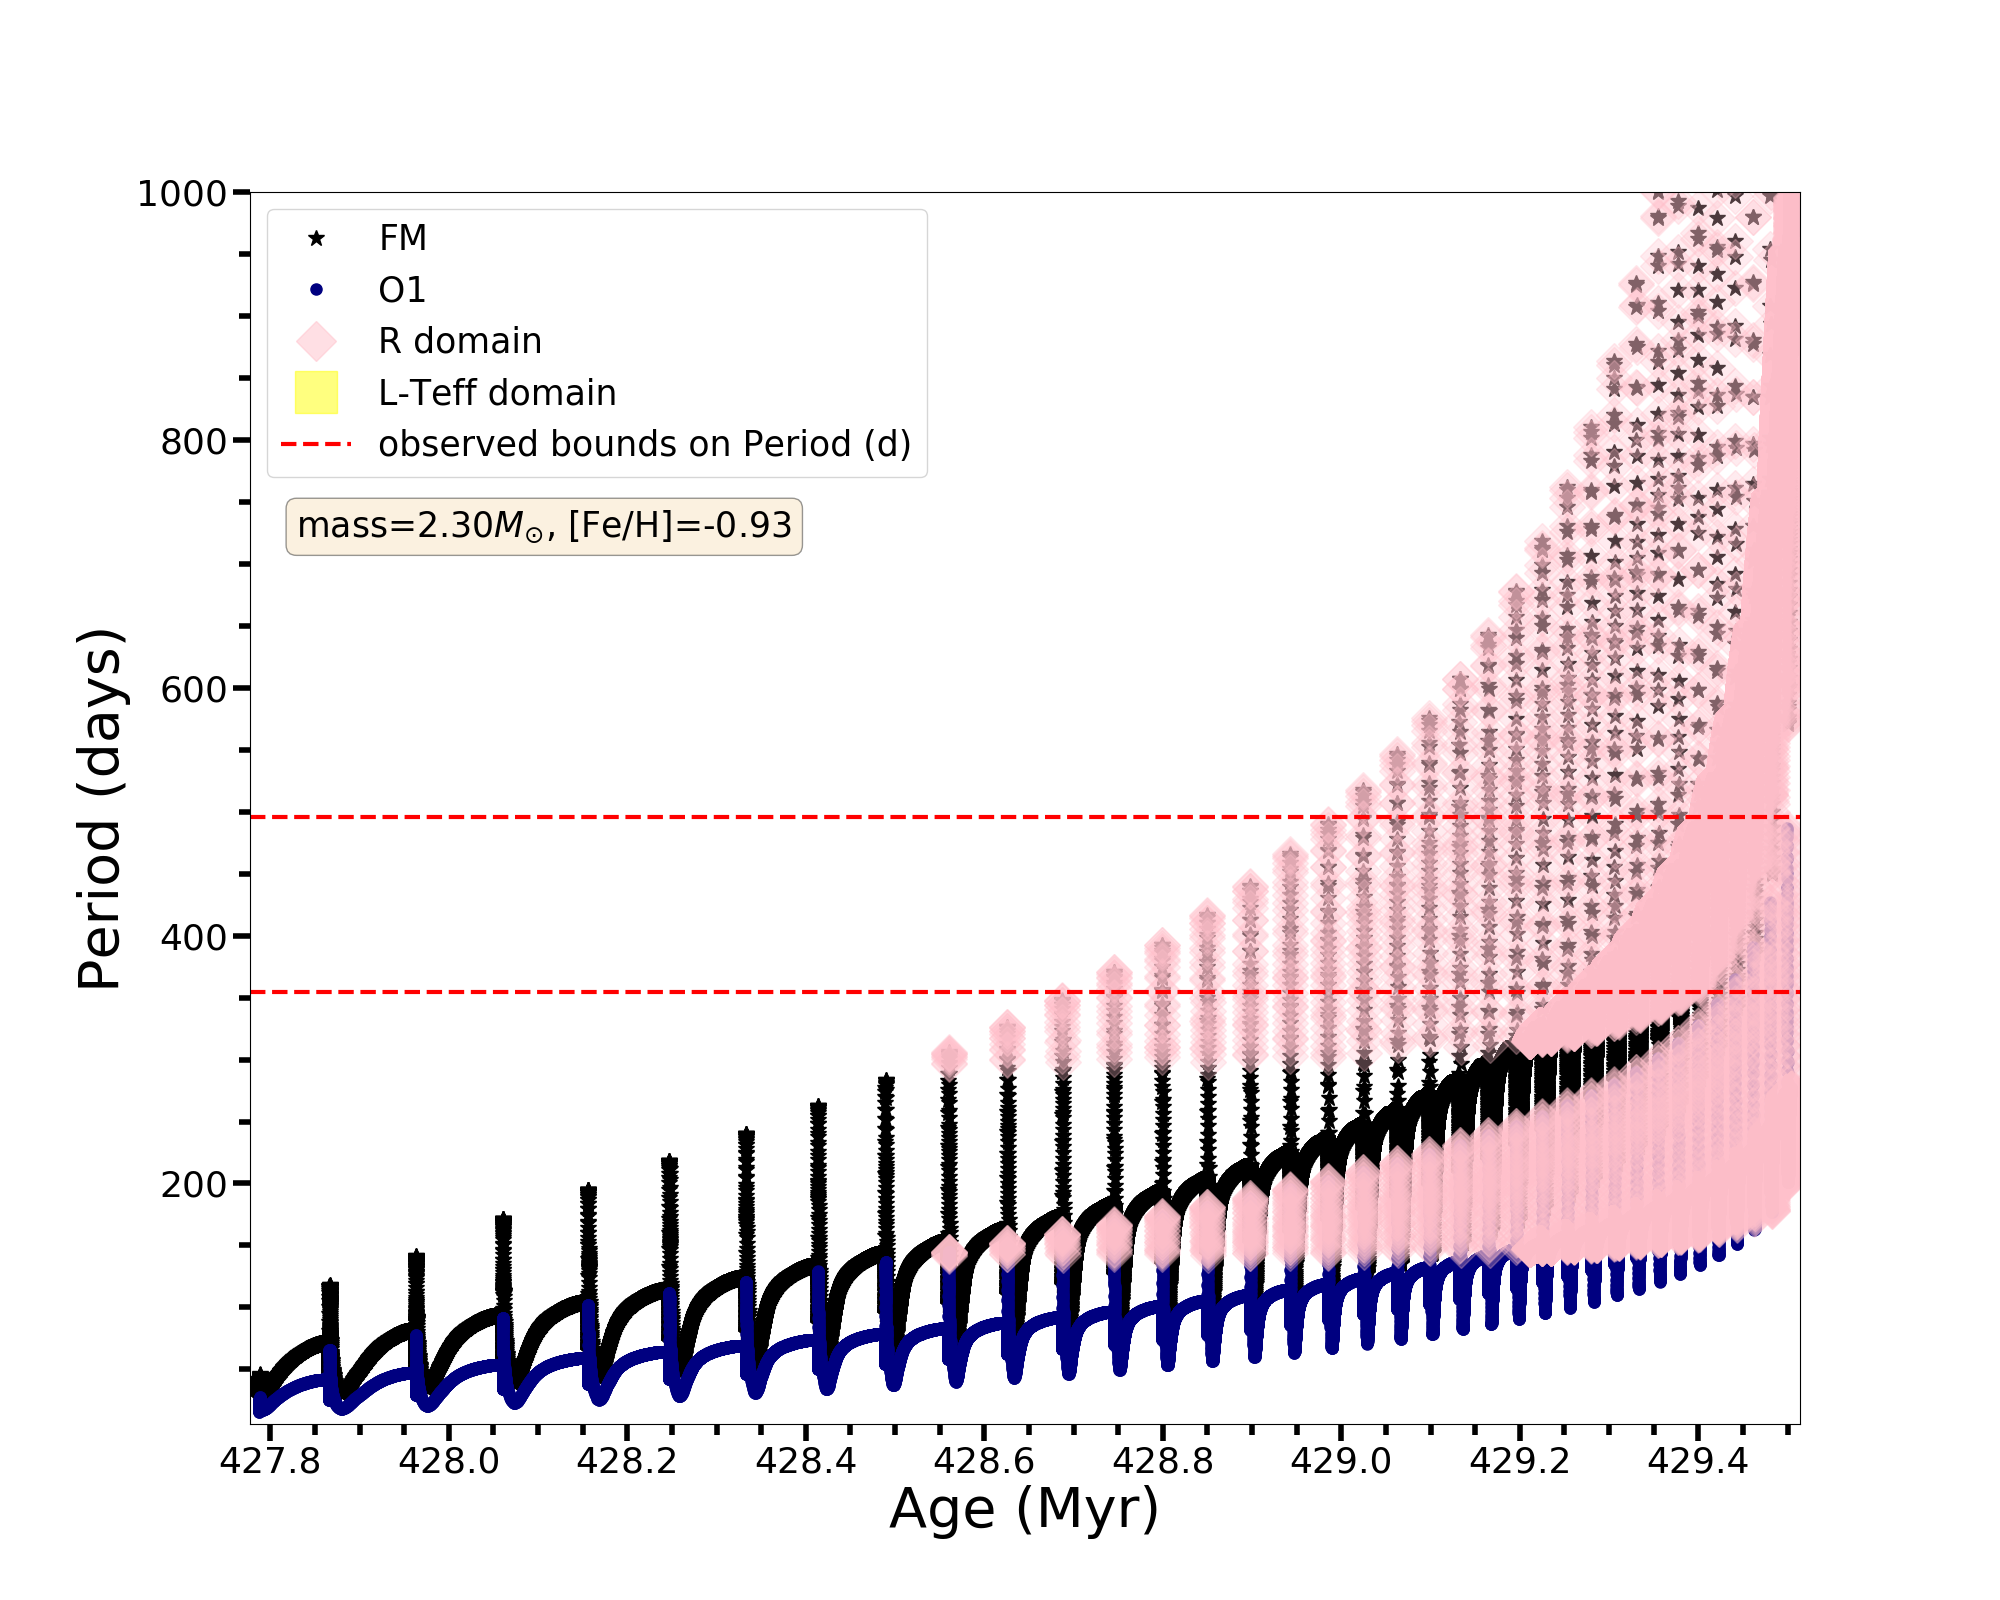 1000
800
600
400
200
Period (days)
FM
O1
R domain
L-Teff domain
observed bounds on Period (d)
mass=2.30M⊙, [Fe/H]=-0.93
427.8 428.0 428.2 428.4 428.6 428.8 429.0 429.2 429.4
Age (Myr)